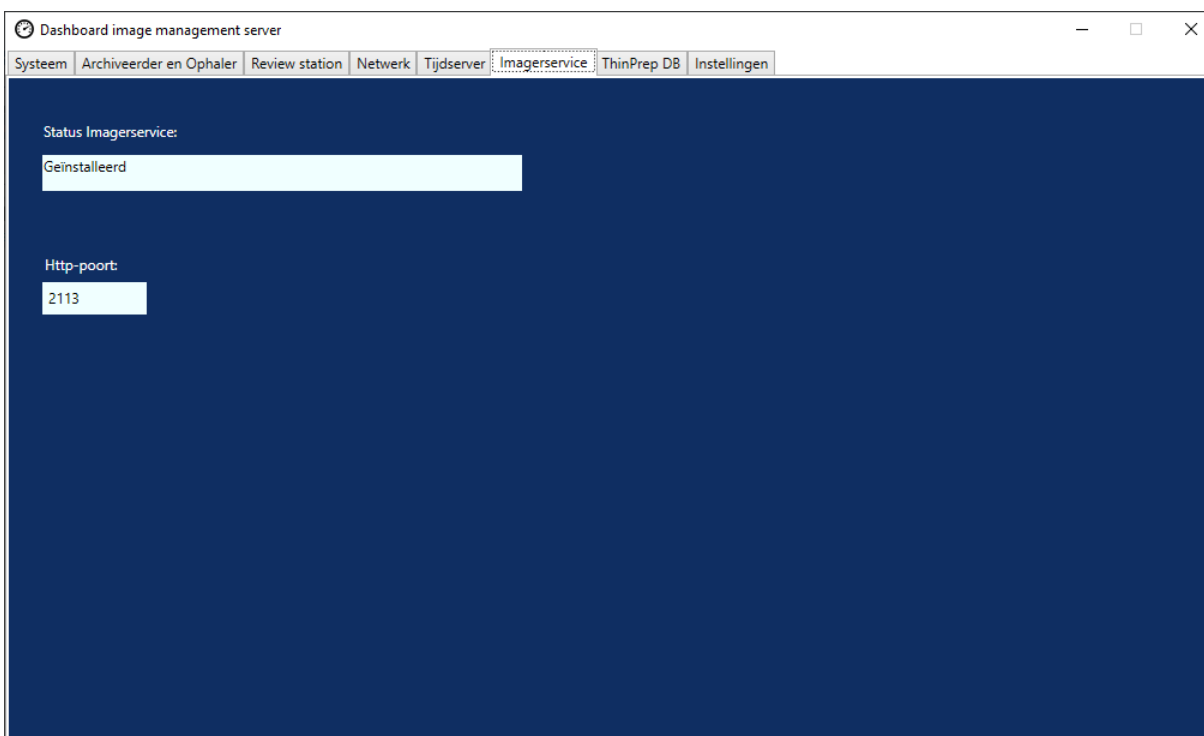 Dashboard image management server
Systeem Archiveerder en Ophaler Review station Netwerk Tijdserver Imagerservice ThinPrep DB Instellingen
Status Imagerservice:
Geïnstalleerd
Http-poort:
2113